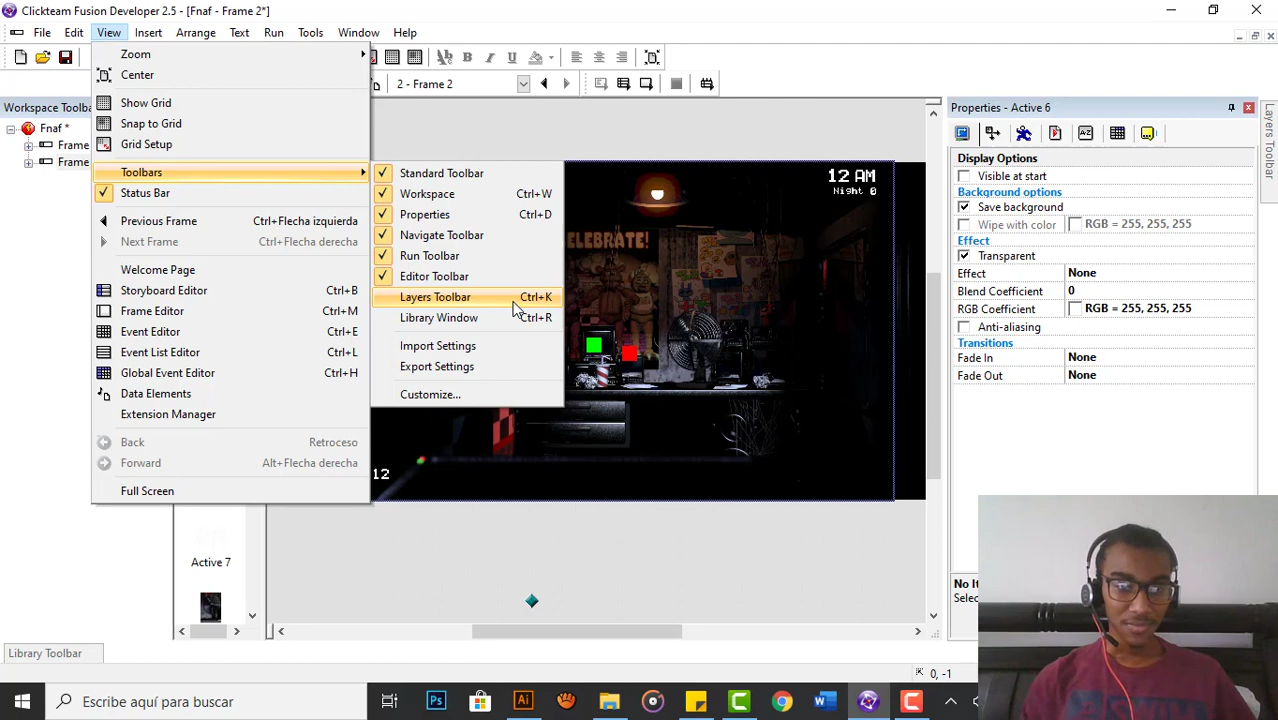 Clickteam Fusion Developer 2.5 - [Fnaf - Frame 2*]
File Edit View Insert Arrange Text Run Tools Window Help
Zoom
Center
Show Grid
Snap to Grid
Grid Setup
Toolbars
Status Bar
Previous Frame Ctrl+Flecha izquierda
Next Frame Ctrl+Flecha derecha
Welcome Page
Storyboard Editor Ctrl+B
Frame Editor Ctrl+M
Event Editor Ctrl+E
Event List Editor Ctrl+L
Global Event Editor Ctrl+H
Data Elements
Extension Manager
Back Retroceso
Forward Alt+Flecha derecha
Full Screen
Standard Toolbar
Workspace Ctrl+W
Properties Ctrl+D
Navigate Toolbar
Run Toolbar
Editor Toolbar
Layers Toolbar Ctrl+K
Library Window Ctrl+R
Import Settings
Export Settings
Customize...
2 - Frame 2
Workspace Toolba
Fnaf *
Frame
Frame
12 AM
Night 0
CELEBRATE!
12
Active 7
Library Toolbar
Properties - Active 6
Display Options
Visible at start
Background options
Save background
Wipe with color RGB = 255, 255, 255
Effect
Transparent
Effect None
Blend Coefficient 0
RGB Coefficient RGB = 255, 255, 255
Anti-aliasing
Transitions
Fade In None
Fade Out None
Layers Toolbar
No It
Selec
0, -1
Escribe aquí para buscar
Ps
Ai